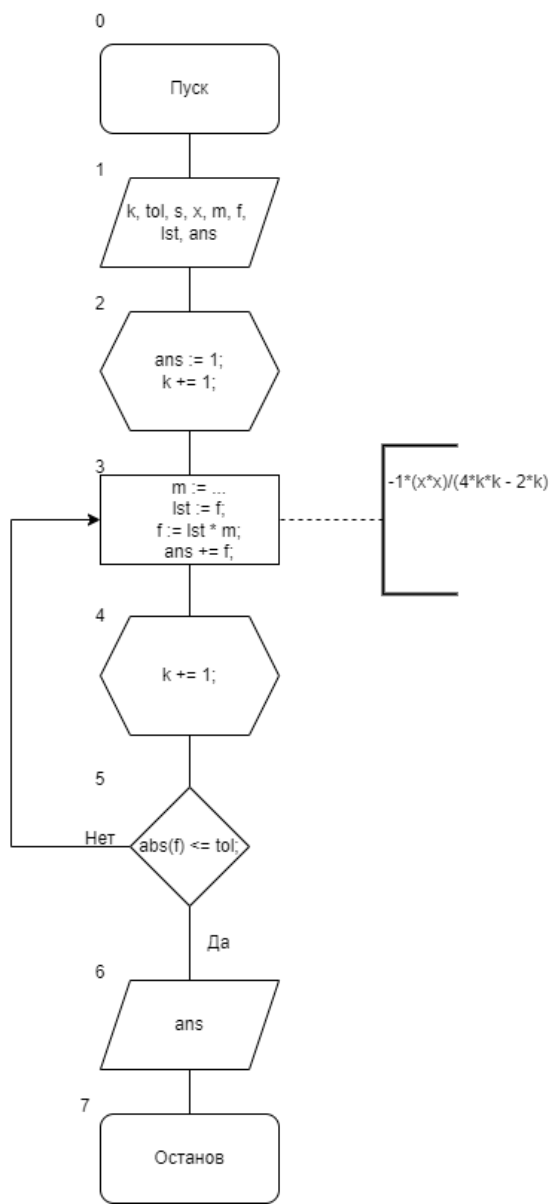 0
Пуск
1
k, tol, s, x, m, f,
lst, ans
2
ans := 1;
k += 1;
3
m := ...
lst := f;
f := lst * m;
ans += f;
-1*(x*x)/(4*k*k - 2*k)
4
k += 1;
5
Нет
abs(f) <= tol;
Да
6
ans
7
Останов